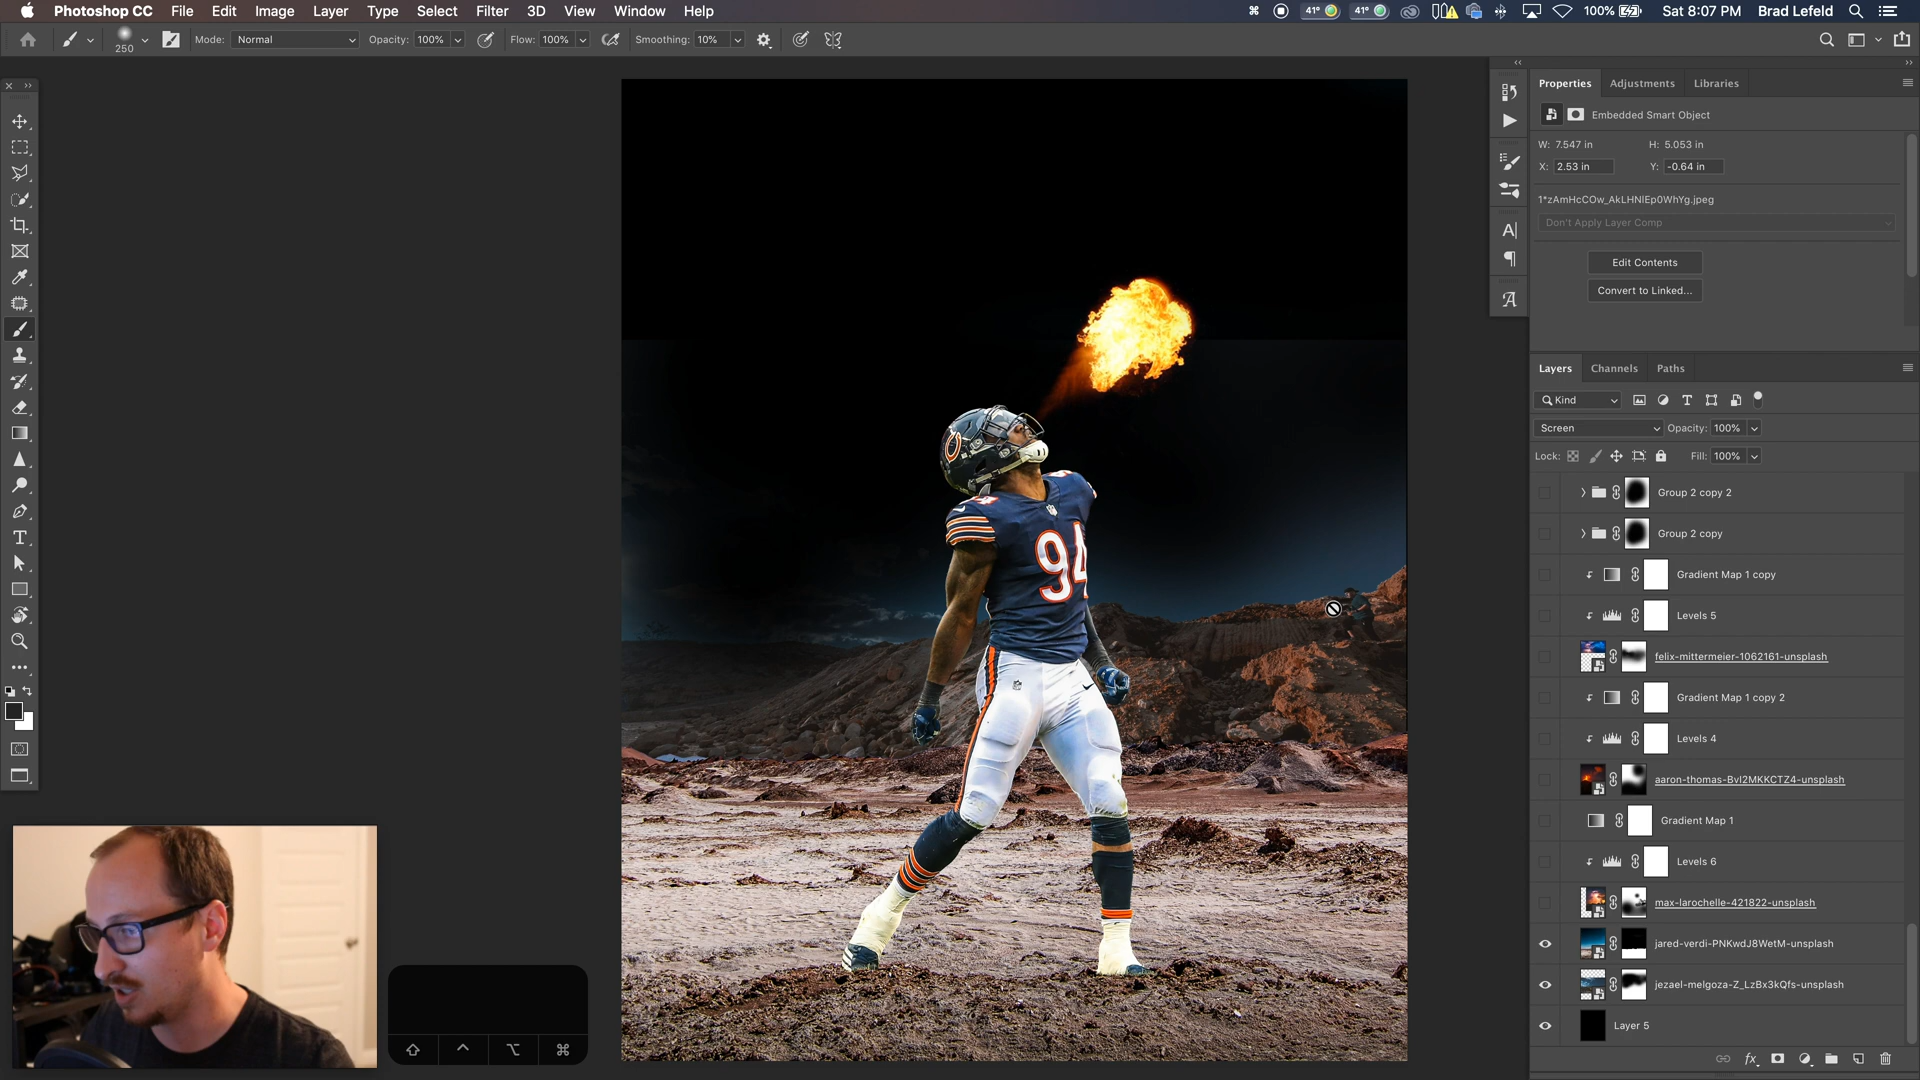 Photoshop CC File Edit Image Layer Type Select Filter 3D View Window Help
41° 41° 100% Sat 8:07 PM Brad Lefeld
250 Mode: Normal Opacity: 100% Flow: 100% Smoothing: 10%
Properties Adjustments Libraries
Embedded Smart Object
W: 7.547 in H: 5.053 in
X: 2.53 in Y: -0.64 in
1*zAmHcCOw_AkLHNlEp0WhYg.jpeg
Don't Apply Layer Comp
Edit Contents
Convert to Linked...
Layers Channels Paths
Kind
Screen Opacity: 100%
Lock: Fill: 100%
Group 2 copy 2
Group 2 copy
Gradient Map 1 copy
Levels 5
felix-mittermeier-1062161-unsplash
Gradient Map 1 copy 2
Levels 4
aaron-thomas-BvI2MKKCTZ4-unsplash
Gradient Map 1
Levels 6
max-larochelle-421822-unsplash
jared-verdi-PNKwdJ8WetM-unsplash
jezael-melgoza-Z_LzBx3kQfs-unsplash
Layer 5
94